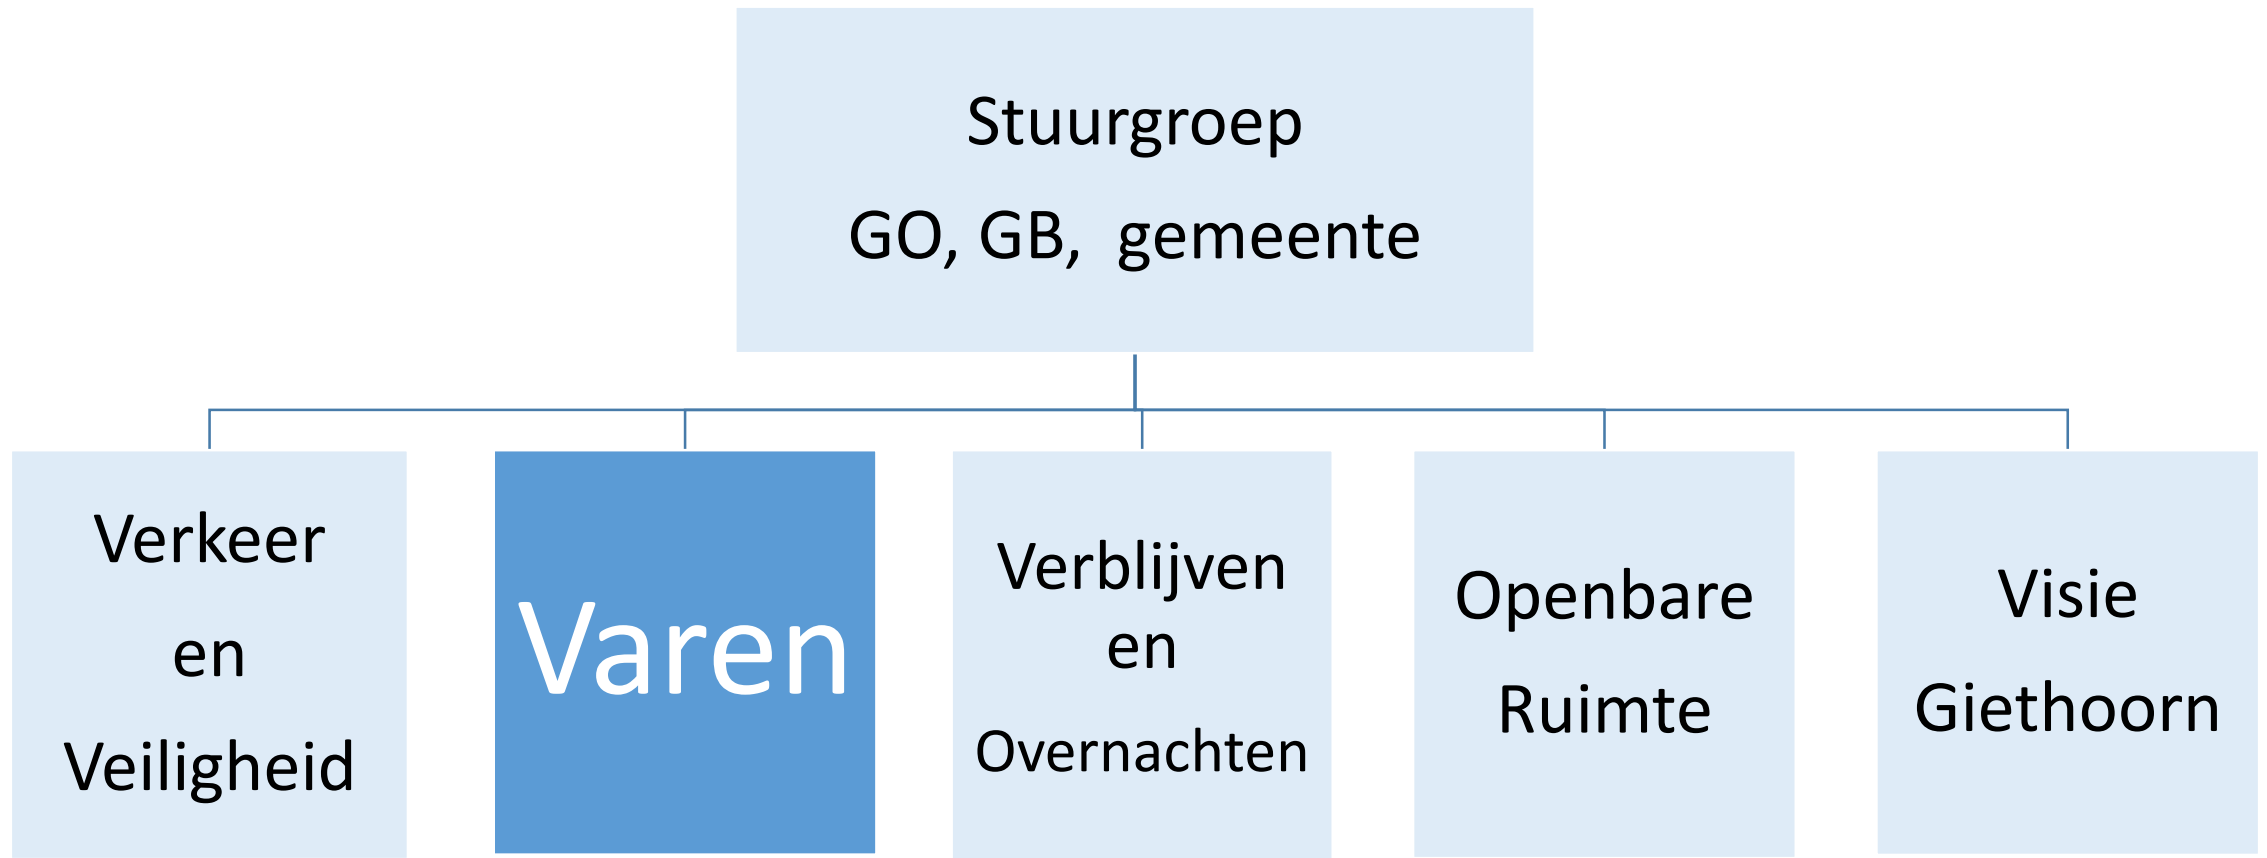 Stuurgroep
GO, GB, gemeente
Verkeer
en
Veiligheid
Varen
Verblijven
en
Overnachten
Openbare
Ruimte
Visie
Giethoorn